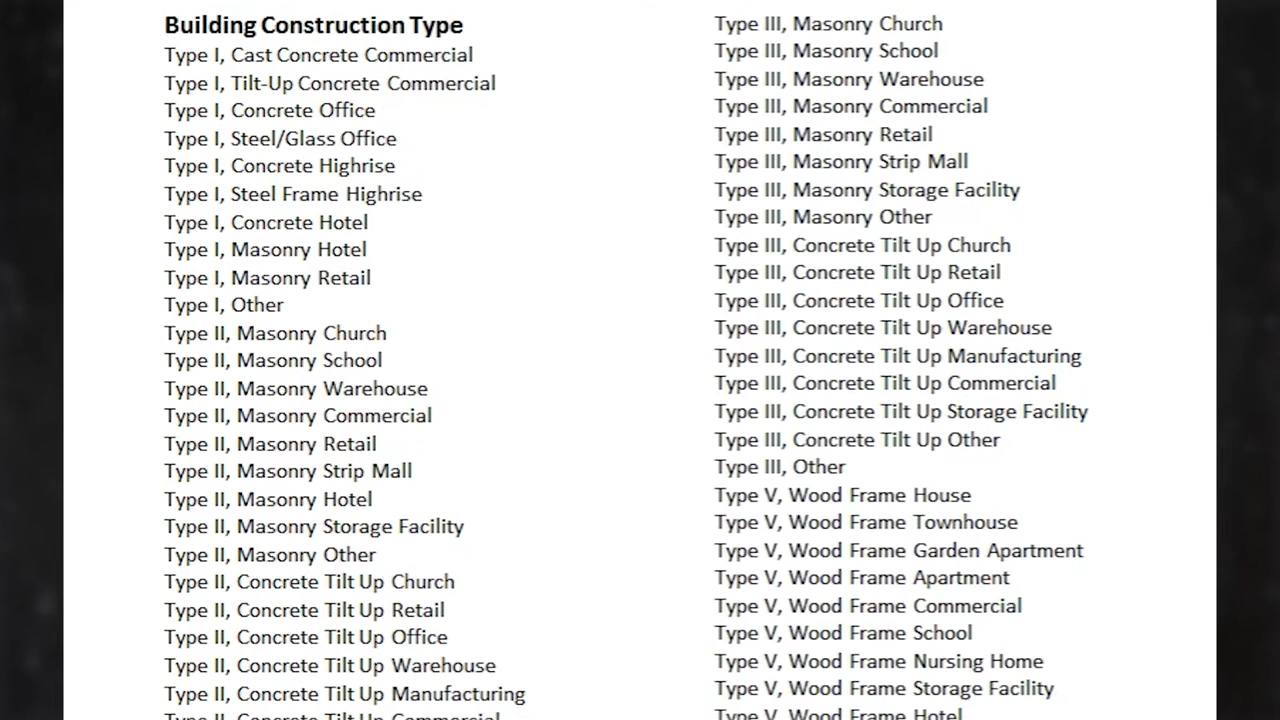 Building Construction Type
Type I, Cast Concrete Commercial
Type I, Tilt-Up Concrete Commercial
Type I, Concrete Office
Type I, Steel/Glass Office
Type I, Concrete Highrise
Type I, Steel Frame Highrise
Type I, Concrete Hotel
Type I, Masonry Hotel
Type I, Masonry Retail
Type I, Other
Type II, Masonry Church
Type II, Masonry School
Type II, Masonry Warehouse
Type II, Masonry Commercial
Type II, Masonry Retail
Type II, Masonry Strip Mall
Type II, Masonry Hotel
Type II, Masonry Storage Facility
Type II, Masonry Other
Type II, Concrete Tilt Up Church
Type II, Concrete Tilt Up Retail
Type II, Concrete Tilt Up Office
Type II, Concrete Tilt Up Warehouse
Type II, Concrete Tilt Up Manufacturing
Type II, Concrete Tilt Up Commercial
Type III, Masonry Church
Type III, Masonry School
Type III, Masonry Warehouse
Type III, Masonry Commercial
Type III, Masonry Retail
Type III, Masonry Strip Mall
Type III, Masonry Storage Facility
Type III, Masonry Other
Type III, Concrete Tilt Up Church
Type III, Concrete Tilt Up Retail
Type III, Concrete Tilt Up Office
Type III, Concrete Tilt Up Warehouse
Type III, Concrete Tilt Up Manufacturing
Type III, Concrete Tilt Up Commercial
Type III, Concrete Tilt Up Storage Facility
Type III, Concrete Tilt Up Other
Type III, Other
Type V, Wood Frame House
Type V, Wood Frame Townhouse
Type V, Wood Frame Garden Apartment
Type V, Wood Frame Apartment
Type V, Wood Frame Commercial
Type V, Wood Frame School
Type V, Wood Frame Nursing Home
Type V, Wood Frame Storage Facility
Type V, Wood Frame Hotel